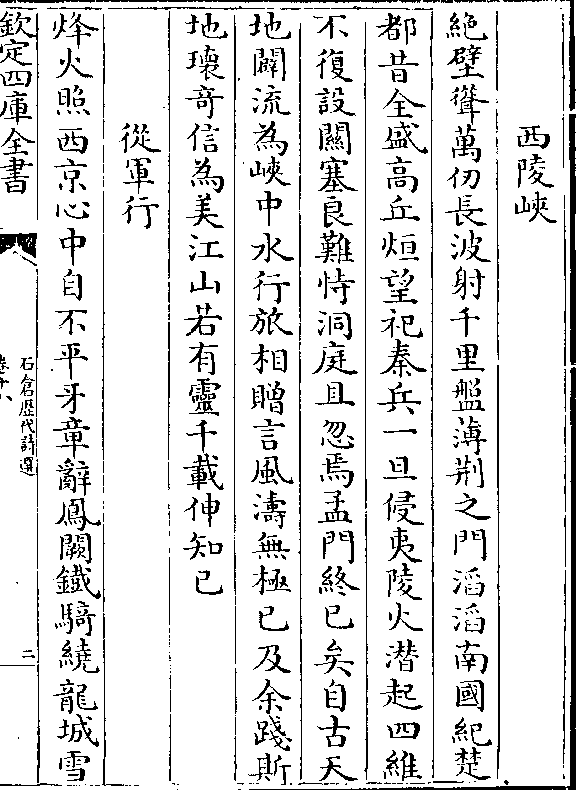 西陵峽
絶壁聳萬仞長波射千里盤薄荆之門滔滔南國紀楚
都昔全盛高丘烜望祀秦兵一旦侵夷陵火潜起四維
不復設關塞良難恃洞庭且忽焉孟門終已矣自古天
地闢流為峽中水行旅相贈言風濤無極已及余踐斯
地瓌奇信為美江山若有靈千載伸知已
從軍行
烽火照西京心中自不平牙章辭鳳闕鐵騎繞龍城雪
欽定四庫全書
石倉歷代詩選
二